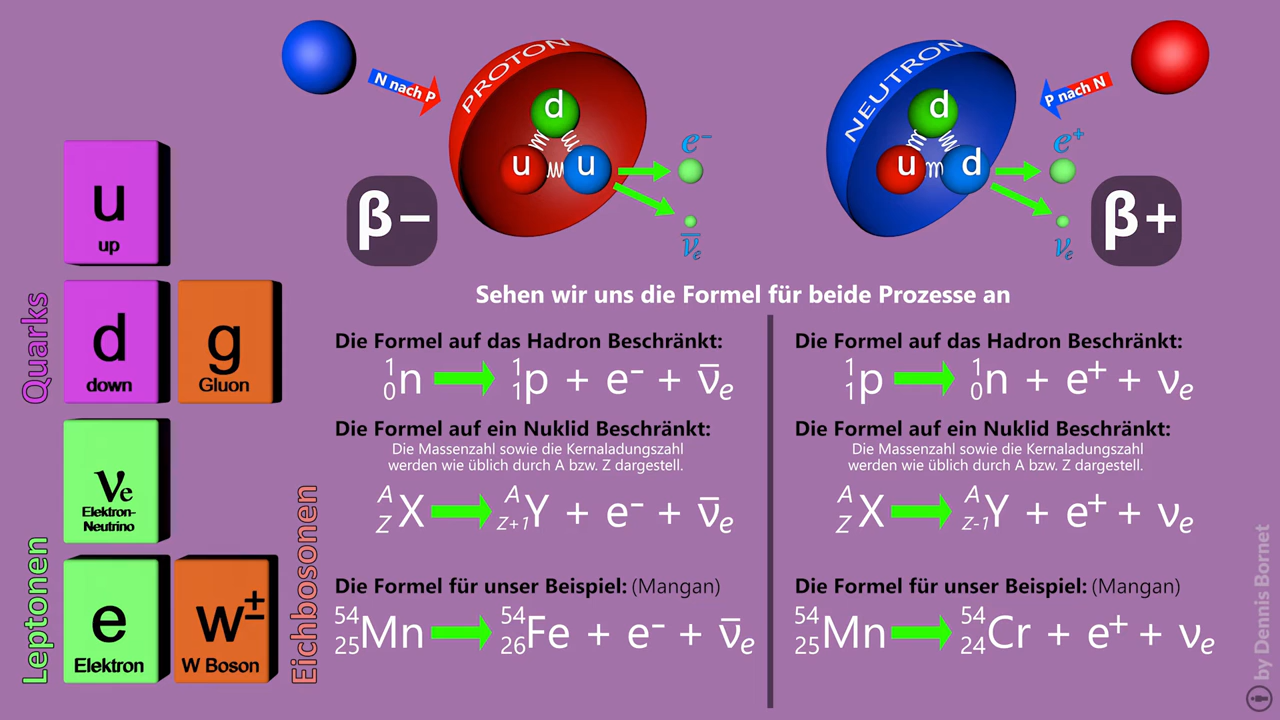 N nach P
PROTON
d
u
u
e⁻
ν̅ₑ
β−
NEUTRON
P nach N
d
u
d
e⁺
νₑ
β+
Quarks
u
up
d
down
g
Gluon
Leptonen
νe
Elektron-
Neutrino
e
Elektron
W±
W Boson
Eichbosonen
Sehen wir uns die Formel für beide Prozesse an
Die Formel auf das Hadron Beschränkt:
¹₀n → ¹₁p + e⁻ + ν̅ₑ
Die Formel auf ein Nuklid Beschränkt:
Die Massenzahl sowie die Kernaladungszahl
werden wie üblich durch A bzw. Z dargestell.
ᴬ_Z X → ᴬ_Z+1 Y + e⁻ + ν̅ₑ
Die Formel für unser Beispiel: (Mangan)
⁵⁴₂₅Mn → ⁵⁴₂₆Fe + e⁻ + ν̅ₑ
Die Formel auf das Hadron Beschränkt:
¹₁p → ¹₀n + e⁺ + νₑ
Die Formel auf ein Nuklid Beschränkt:
Die Massenzahl sowie die Kernaladungszahl
werden wie üblich durch A bzw. Z dargestell.
ᴬ_Z X → ᴬ_Z-1 Y + e⁺ + νₑ
Die Formel für unser Beispiel: (Mangan)
⁵⁴₂₅Mn → ⁵⁴₂₄Cr + e⁺ + νₑ
by Dennis Bornet